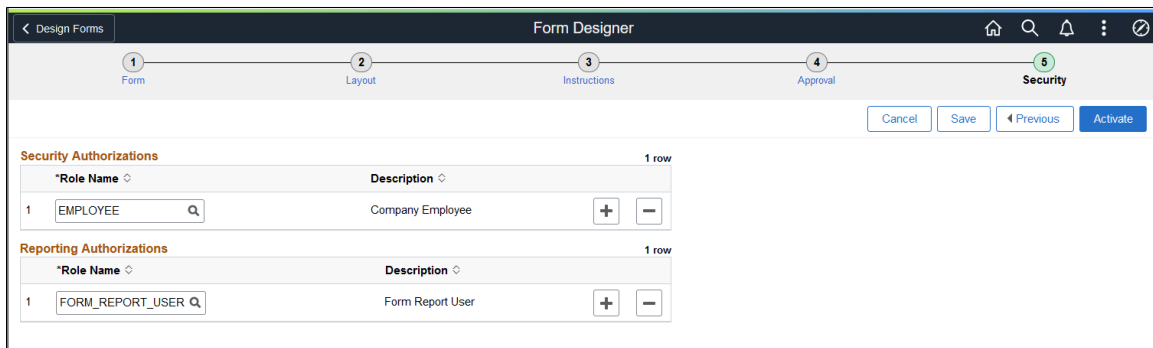 Design Forms
Form Designer
1 2 3 4 5
Form Layout Instructions Approval Security
Cancel Save Previous Activate
Security Authorizations 1 row
*Role Name Description
1 EMPLOYEE Company Employee
Reporting Authorizations 1 row
*Role Name Description
1 FORM_REPORT_USER Form Report User